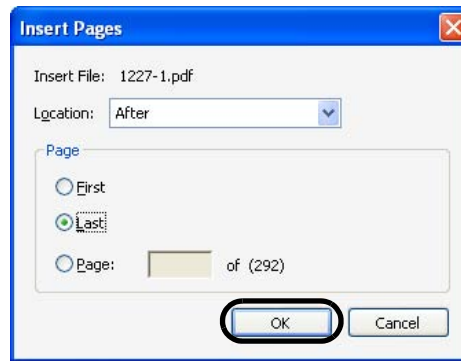 Insert Pages
Insert File: 1227-1.pdf
Location: After
Page
First
Last
Page: of (292)
OK Cancel